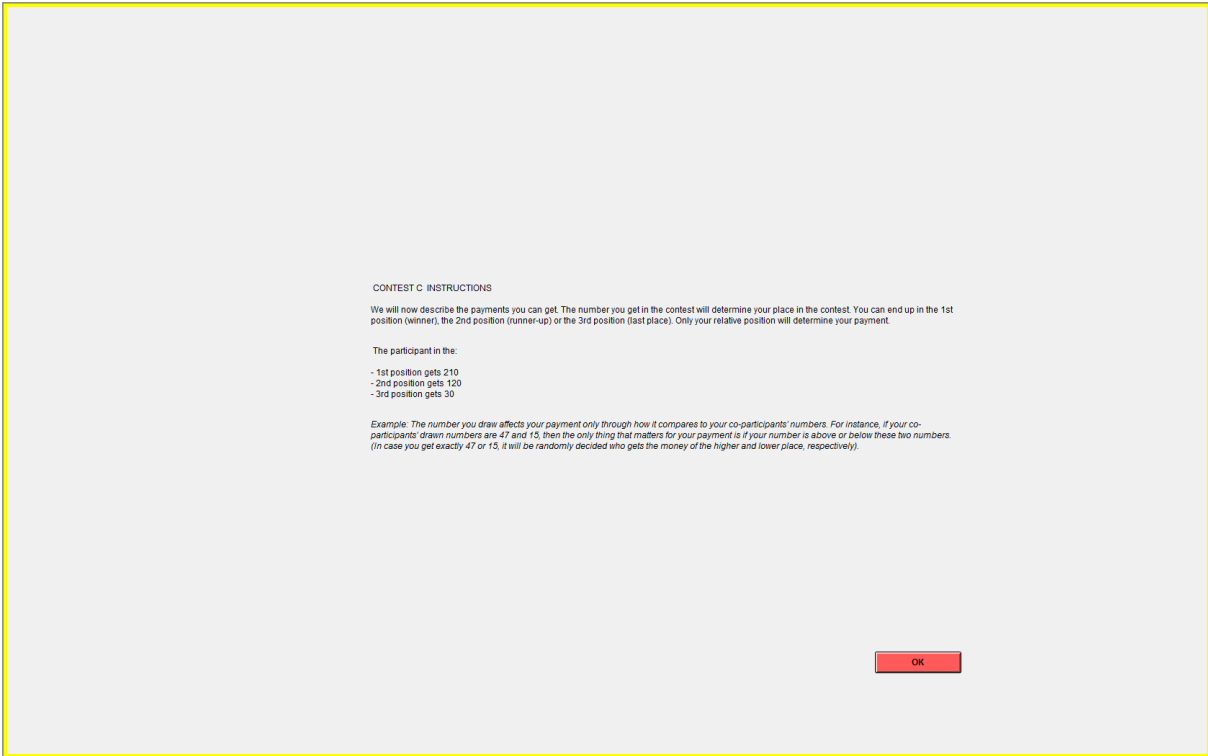 CONTEST C INSTRUCTIONS
We will now describe the payments you can get. The number you get in the contest will determine your place in the contest. You can end up in the 1st
position (winner), the 2nd position (runner-up) or the 3rd position (last place). Only your relative position will determine your payment.
The participant in the:
- 1st position gets 210
- 2nd position gets 120
- 3rd position gets 30
Example: The number you draw affects your payment only through how it compares to your co-participants' numbers. For instance, if your co-
participants' drawn numbers are 47 and 15, then the only thing that matters for your payment is if your number is above or below these two numbers.
(In case you get exactly 47 or 15, it will be randomly decided who gets the money of the higher and lower place, respectively).
OK